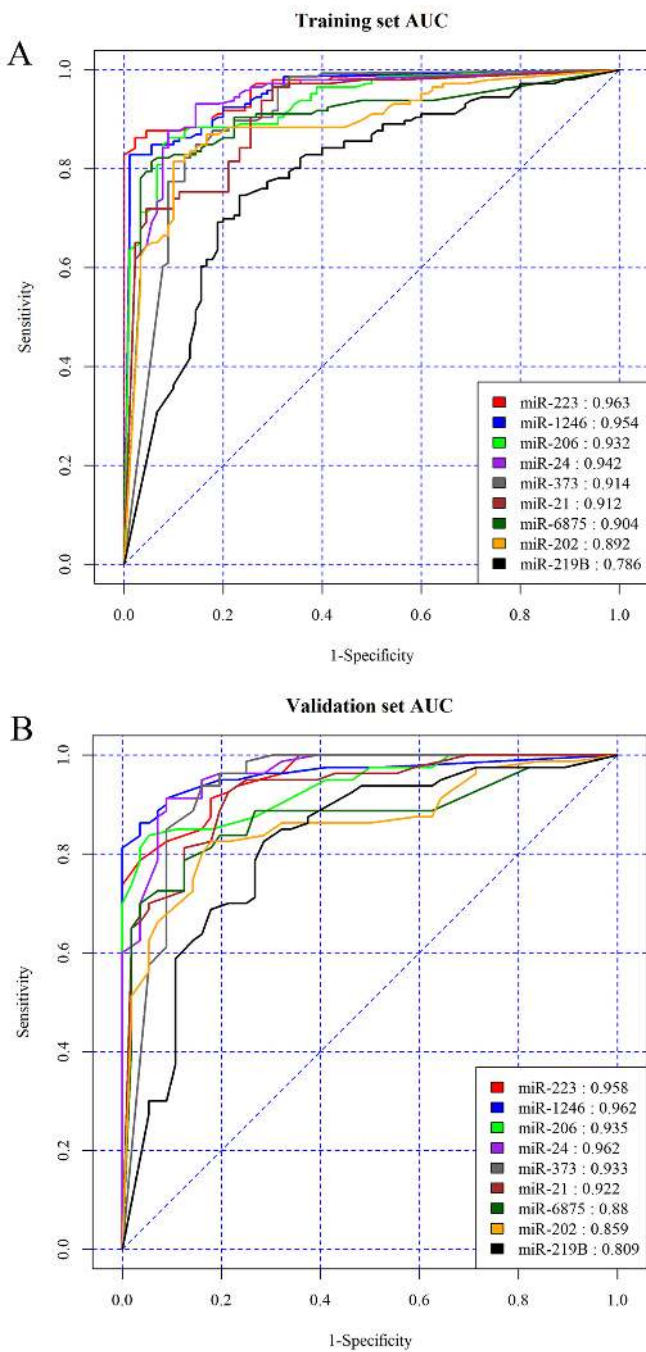 Training set AUC
A
1.0
0.8
0.6
0.4
0.2
0.0
Sensitivity
miR-223 : 0.963
miR-1246 : 0.954
miR-206 : 0.932
miR-24 : 0.942
miR-373 : 0.914
miR-21 : 0.912
miR-6875 : 0.904
miR-202 : 0.892
miR-219B : 0.786
0.0 0.2 0.4 0.6 0.8 1.0
1-Specificity
Validation set AUC
B
1.0
0.8
0.6
0.4
0.2
0.0
Sensitivity
miR-223 : 0.958
miR-1246 : 0.962
miR-206 : 0.935
miR-24 : 0.962
miR-373 : 0.933
miR-21 : 0.922
miR-6875 : 0.88
miR-202 : 0.859
miR-219B : 0.809
0.0 0.2 0.4 0.6 0.8 1.0
1-Specificity